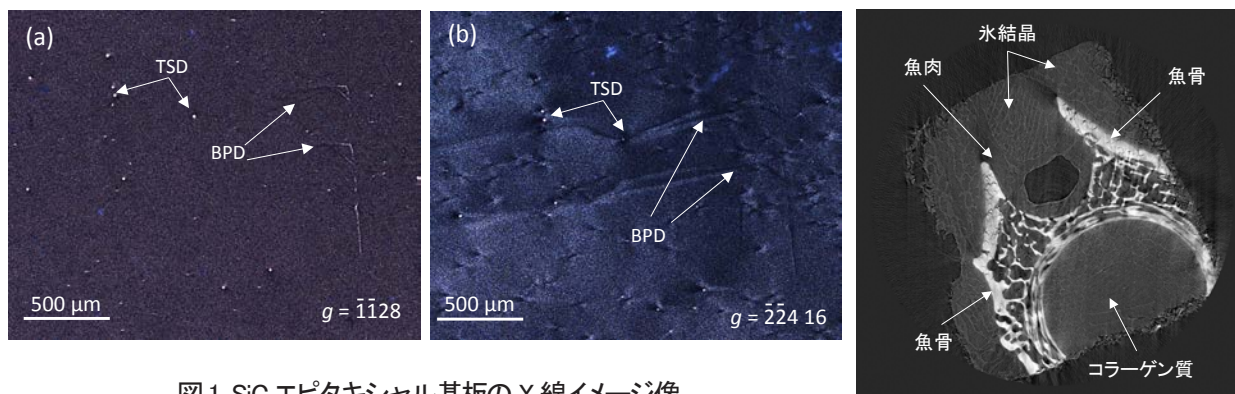 (a)
TSD
BPD
500 μm
g = 1̅1̅28
(b)
TSD
BPD
500 μm
g = 2̅2̅4 16
氷結晶
魚肉
魚骨
魚骨
コラーゲン質
図1 SiC エピタキシャル基板の X 線イメージ像